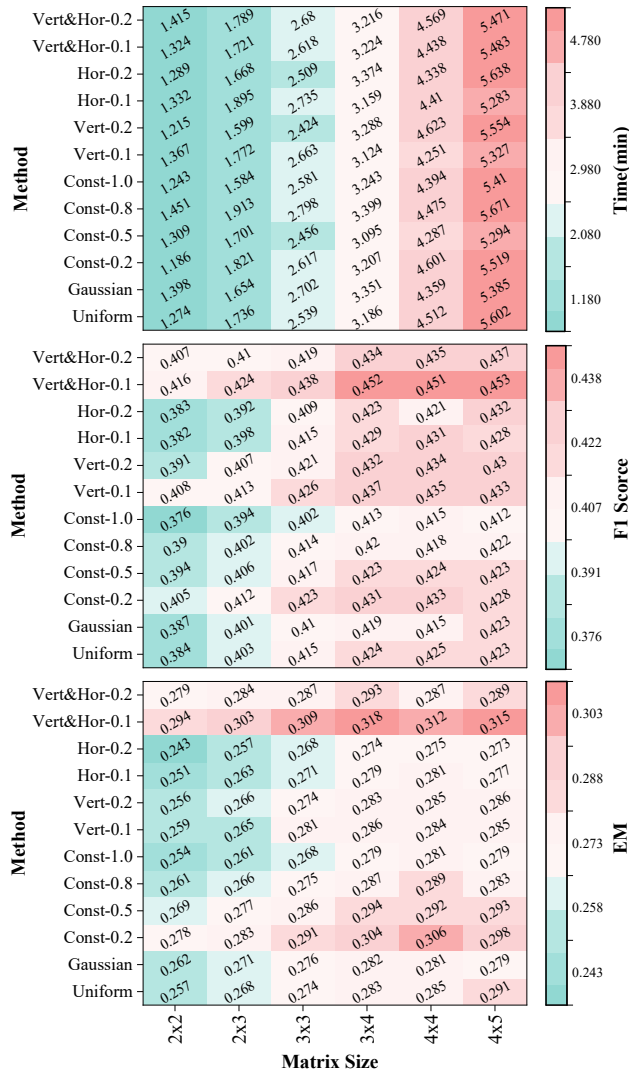 Vert&Hor-0.2 1.415 1.789 2.68 3.216 4.569 5.471
Vert&Hor-0.1 1.324 1.721 2.618 3.224 4.438 5.485
Hor-0.2 1.289 1.668 2.509 3.374 4.338 5.638
Hor-0.1 1.332 1.895 2.735 3.159 4.41 5.283
Vert-0.2 1.215 1.599 2.424 3.288 4.623 5.554
Vert-0.1 1.367 1.772 2.663 3.124 4.251 5.327
Const-1.0 1.243 1.584 2.581 3.243 4.394 5.41
Const-0.8 1.451 1.913 2.798 3.399 4.475 5.671
Const-0.5 1.309 1.701 2.456 3.095 4.287 5.294
Const-0.2 1.186 1.821 2.617 3.207 4.601 5.519
Gaussian 1.398 1.654 2.702 3.351 4.359 5.385
Uniform 1.274 1.736 2.539 3.186 4.512 5.602
Method
4.780
3.880
2.980
2.080
1.180
Time(min)
Vert&Hor-0.2 0.407 0.41 0.419 0.434 0.435 0.437
Vert&Hor-0.1 0.416 0.424 0.438 0.452 0.451 0.453
Hor-0.2 0.383 0.392 0.409 0.423 0.421 0.432
Hor-0.1 0.382 0.398 0.415 0.429 0.431 0.428
Vert-0.2 0.391 0.407 0.421 0.432 0.434 0.43
Vert-0.1 0.408 0.413 0.426 0.437 0.435 0.433
Const-1.0 0.376 0.394 0.402 0.413 0.415 0.412
Const-0.8 0.39 0.402 0.414 0.42 0.418 0.422
Const-0.5 0.394 0.406 0.417 0.423 0.424 0.423
Const-0.2 0.405 0.412 0.423 0.431 0.433 0.428
Gaussian 0.387 0.401 0.41 0.419 0.415 0.423
Uniform 0.384 0.403 0.415 0.424 0.425 0.423
Method
0.438
0.422
0.407
0.391
0.376
F1 Scorce
Vert&Hor-0.2 0.279 0.284 0.287 0.293 0.287 0.289
Vert&Hor-0.1 0.294 0.303 0.309 0.318 0.312 0.315
Hor-0.2 0.243 0.257 0.268 0.274 0.275 0.273
Hor-0.1 0.251 0.263 0.271 0.279 0.281 0.277
Vert-0.2 0.256 0.266 0.274 0.283 0.285 0.286
Vert-0.1 0.259 0.265 0.281 0.286 0.284 0.285
Const-1.0 0.254 0.261 0.268 0.279 0.281 0.279
Const-0.8 0.261 0.266 0.275 0.287 0.289 0.283
Const-0.5 0.269 0.277 0.286 0.294 0.292 0.293
Const-0.2 0.278 0.283 0.291 0.304 0.306 0.298
Gaussian 0.262 0.271 0.276 0.282 0.281 0.279
Uniform 0.257 0.268 0.274 0.283 0.285 0.291
Method
0.303
0.288
0.273
0.258
0.243
EM
2x2 2x3 3x3 3x4 4x4 4x5
Matrix Size